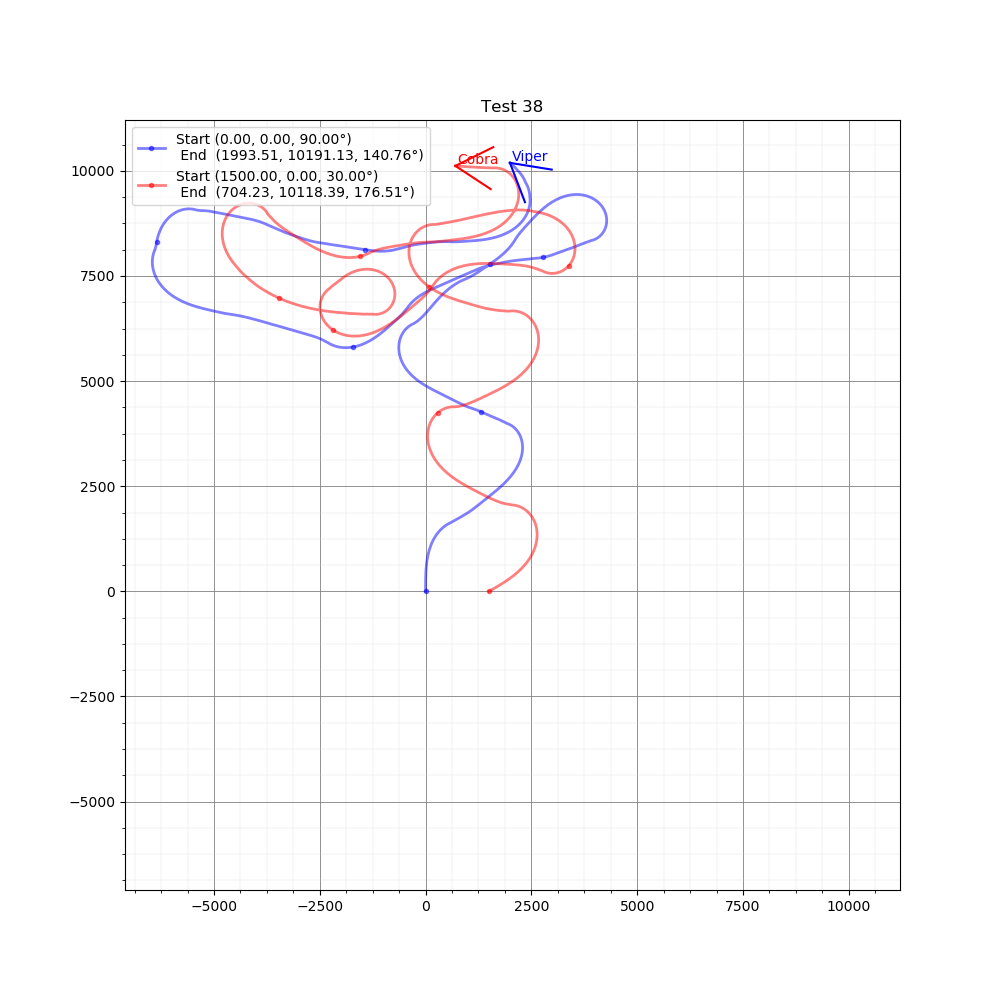 Test 38
Start (0.00, 0.00, 90.00°)
End (1993.51, 10191.13, 140.76°)
Start (1500.00, 0.00, 30.00°)
End (704.23, 10118.39, 176.51°)
Cobra
Viper
10000
7500
5000
2500
0
−2500
−5000
−5000
−2500
0
2500
5000
7500
10000